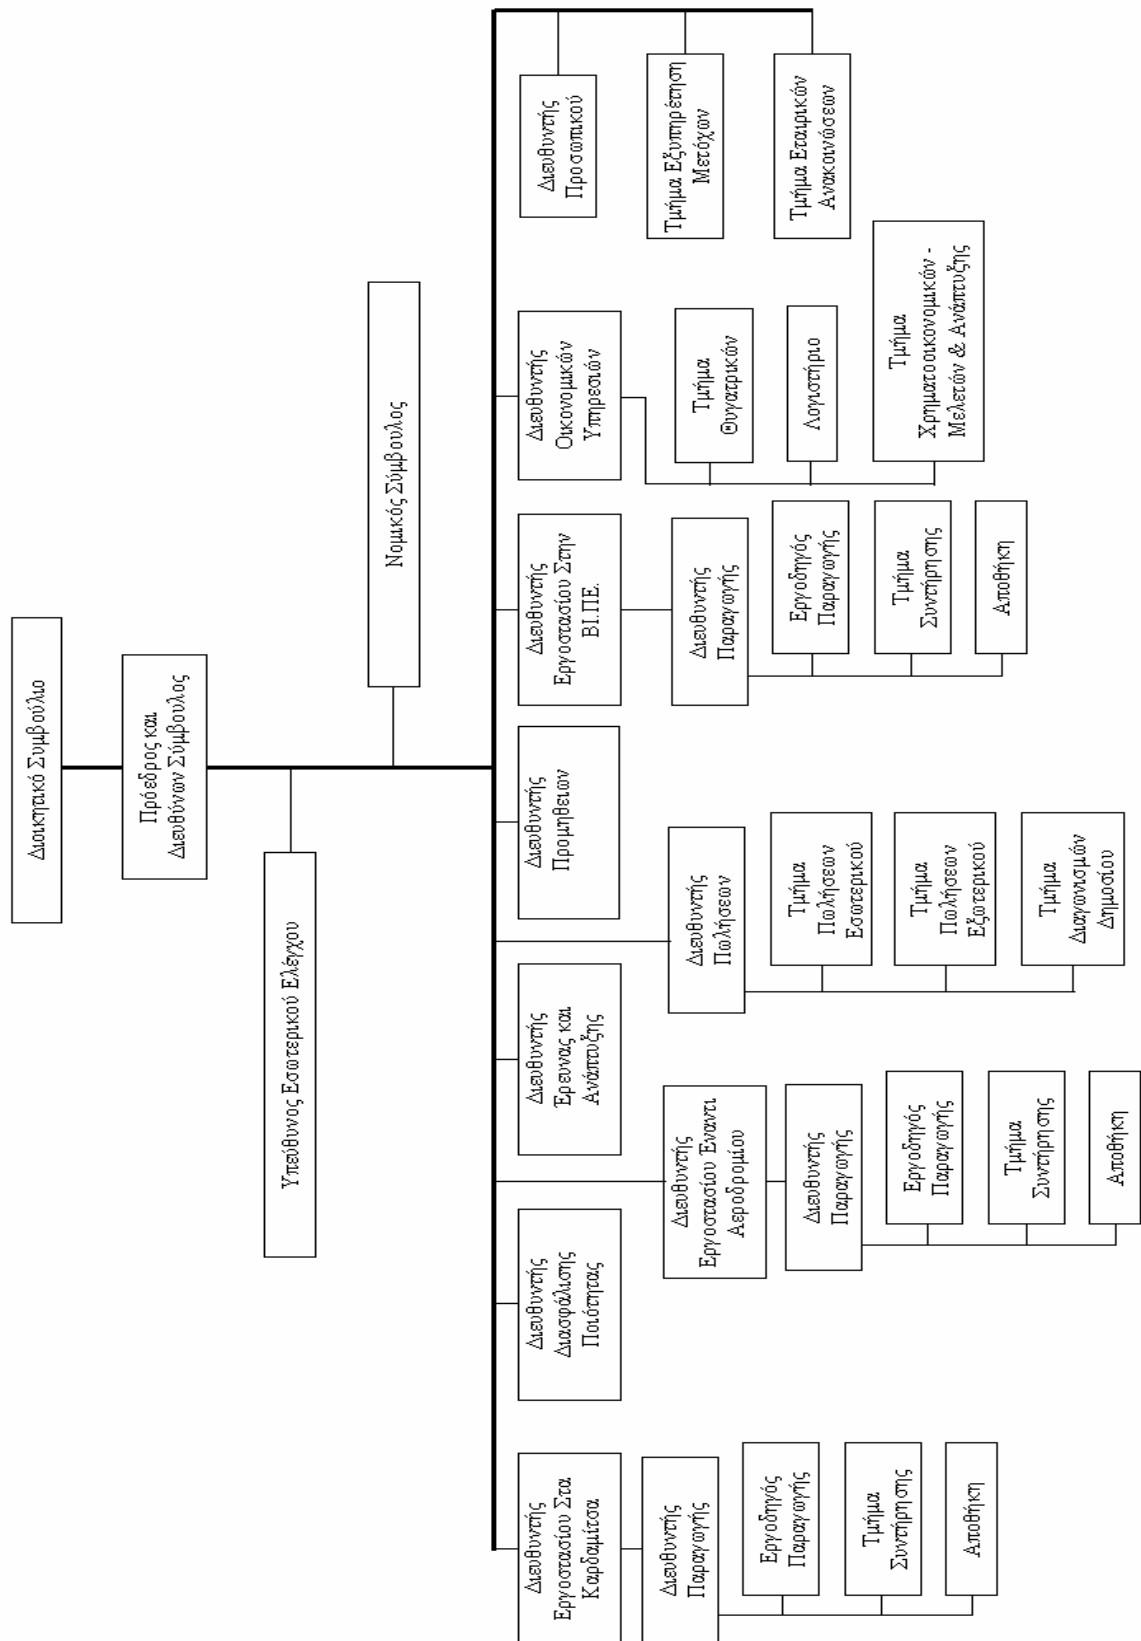 Διοικητικό Συμβούλιο
Πρόεδρος και
Διευθύνων Σύμβουλος
Υπεύθυνος Εσωτερικού Ελέγχου
Νομικός Σύμβουλος
Διευθυντής
Εργοστασίου Στα
Καρδαμίτσα
Διευθυντής
Παραγωγής
Εργοδηγός
Παραγωγής
Τμήμα
Συντήρησης
Αποθήκη
Διευθυντής
Διασφάλισης
Ποιότητας
Διευθυντής
Εργοστασίου Έναντι
Αεροδρομίου
Διευθυντής
Παραγωγής
Εργοδηγός
Παραγωγής
Τμήμα
Συντήρησης
Αποθήκη
Διευθυντής
Έρευνας και
Ανάπτυξης
Διευθυντής
Πωλήσεων
Τμήμα
Πωλήσεων
Εσωτερικού
Τμήμα
Πωλήσεων
Εξωτερικού
Τμήμα
Διαγωνισμών
Δημοσίου
Διευθυντής
Προμηθειων
Διευθυντής
Εργοστασίου Στην
ΒΙ.ΠΕ.
Διευθυντής
Παραγωγής
Εργοδηγός
Παραγωγής
Τμήμα
Συντήρησης
Αποθήκη
Διευθυντής
Οικονομικών
Υπηρεσιών
Τμήμα
Θυγατρικών
Λογιστήριο
Τμήμα
Χρηματοοικονομικών -
Μελετών & Ανάπτυξης
Διευθυντής
Προσωπικού
Τμήμα Εξυπηρέτηση
Μετόχων
Τμήμα Εταιρικών
Ανακοινώσεων